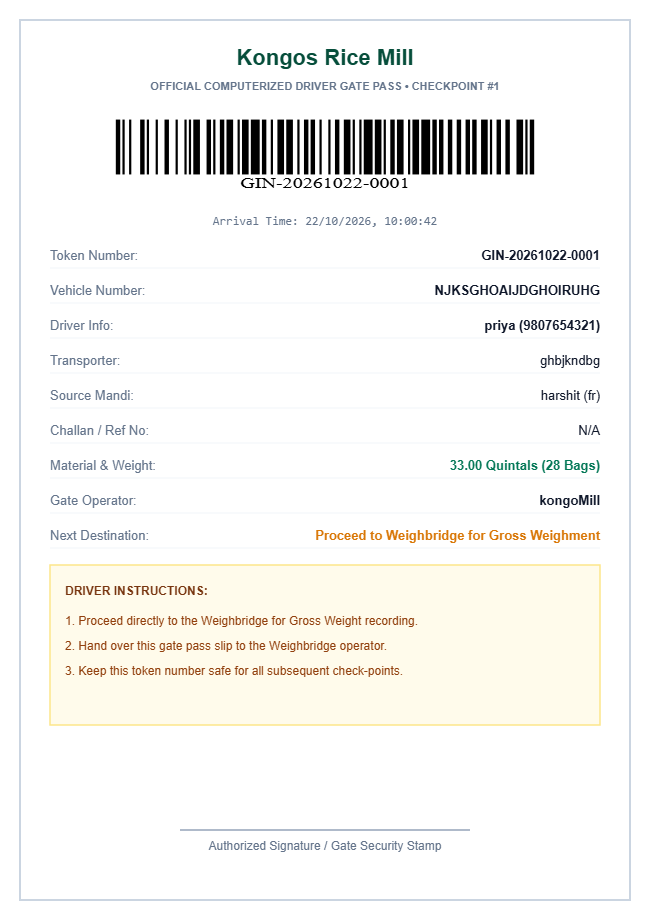 Kongos Rice Mill
OFFICIAL COMPUTERIZED DRIVER GATE PASS • CHECKPOINT #1
GIN-20261022-0001
Arrival Time: 22/10/2026, 10:00:42
Token Number: GIN-20261022-0001
Vehicle Number: NJKSGHOAIJDGHOIRUHG
Driver Info: priya (9807654321)
Transporter: ghbjkndbg
Source Mandi: harshit (fr)
Challan / Ref No: N/A
Material & Weight: 33.00 Quintals (28 Bags)
Gate Operator: kongoMill
Next Destination: Proceed to Weighbridge for Gross Weighment
DRIVER INSTRUCTIONS:
1. Proceed directly to the Weighbridge for Gross Weight recording.
2. Hand over this gate pass slip to the Weighbridge operator.
3. Keep this token number safe for all subsequent check-points.
Authorized Signature / Gate Security Stamp